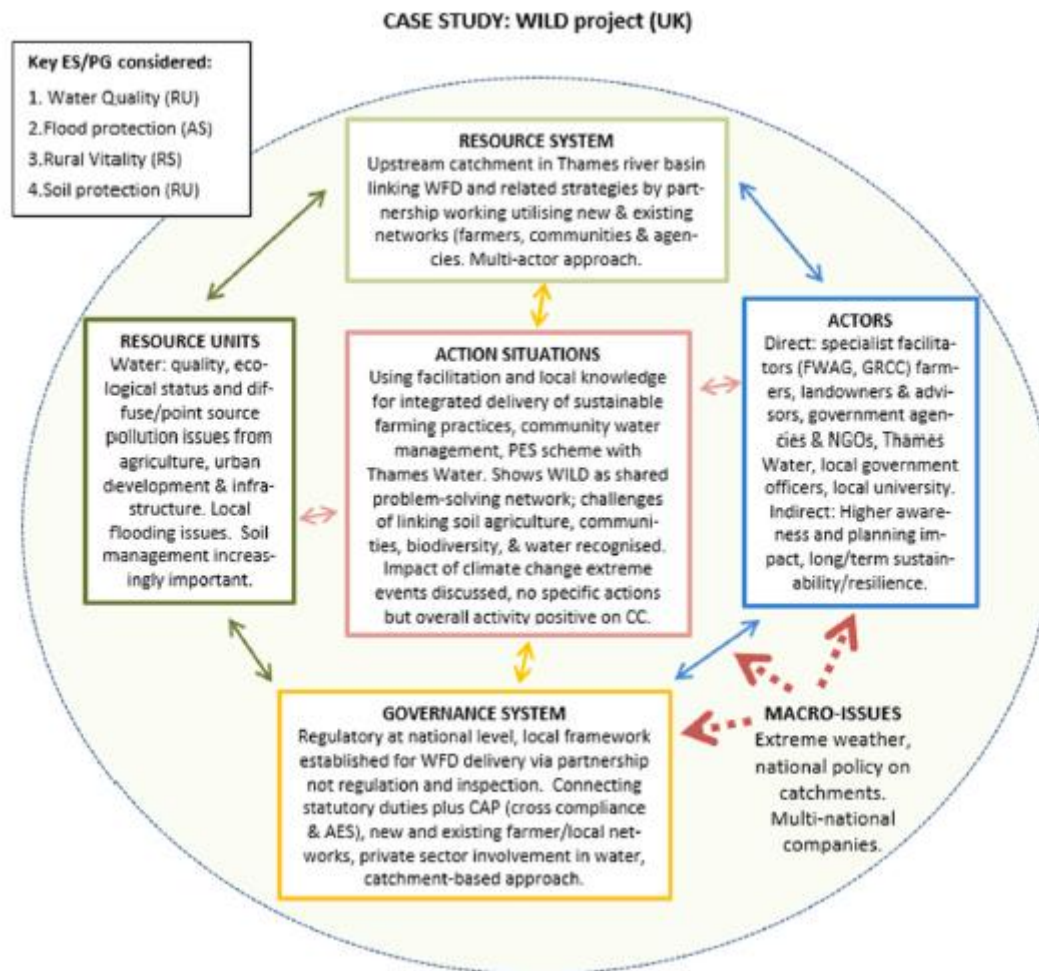 CASE STUDY: WILD project (UK)
Key ES/PG considered:
1. Water Quality (RU)
2.Flood protection (AS)
3.Rural Vitality (RS)
4.Soil protection (RU)
RESOURCE SYSTEM
Upstream catchment in Thames river basin
linking WFD and related strategies by part-
nership working utilising new & existing
networks (farmers, communities & agen-
cies. Multi-actor approach.
RESOURCE UNITS
Water: quality, eco-
logical status and dif-
fuse/point source
pollution issues from
agriculture, urban
development & infra-
structure. Local
flooding issues. Soil
management increas-
ingly important.
ACTION SITUATIONS
Using facilitation and local knowledge
for integrated delivery of sustainable
farming practices, community water
management, PES scheme with
Thames Water. Shows WILD as shared
problem-solving network; challenges
of linking soil agriculture, communi-
ties, biodiversity, & water recognised.
Impact of climate change extreme
events discussed, no specific actions
but overall activity positive on CC.
ACTORS
Direct: specialist facilita-
tors (FWAG, GRCC) farm-
ers, landowners & advi-
sors, government agen-
cies & NGOs, Thames
Water, local government
officers, local university.
Indirect: Higher aware-
ness and planning im-
pact, long/term sustain-
ability/resilience.
GOVERNANCE SYSTEM
Regulatory at national level, local framework
established for WFD delivery via partnership
not regulation and inspection. Connecting
statutory duties plus CAP (cross compliance
& AES), new and existing farmer/local net-
works, private sector involvement in water,
catchment-based approach.
MACRO-ISSUES
Extreme weather,
national policy on
catchments.
Multi-national
companies.